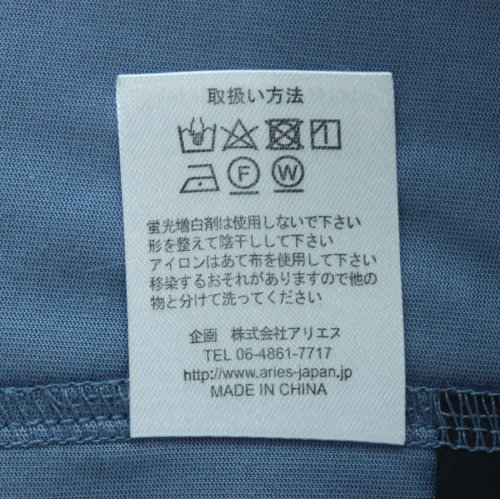 取扱い方法
F W
蛍光増白剤は使用しないで下さい
形を整えて陰干しして下さい
アイロンはあて布を使用して下さい
移染するおそれがありますので他の
物と分けて洗ってください
企画 株式会社アリエス
TEL 06-4861-7717
http://www.aries-japan.jp
MADE IN CHINA